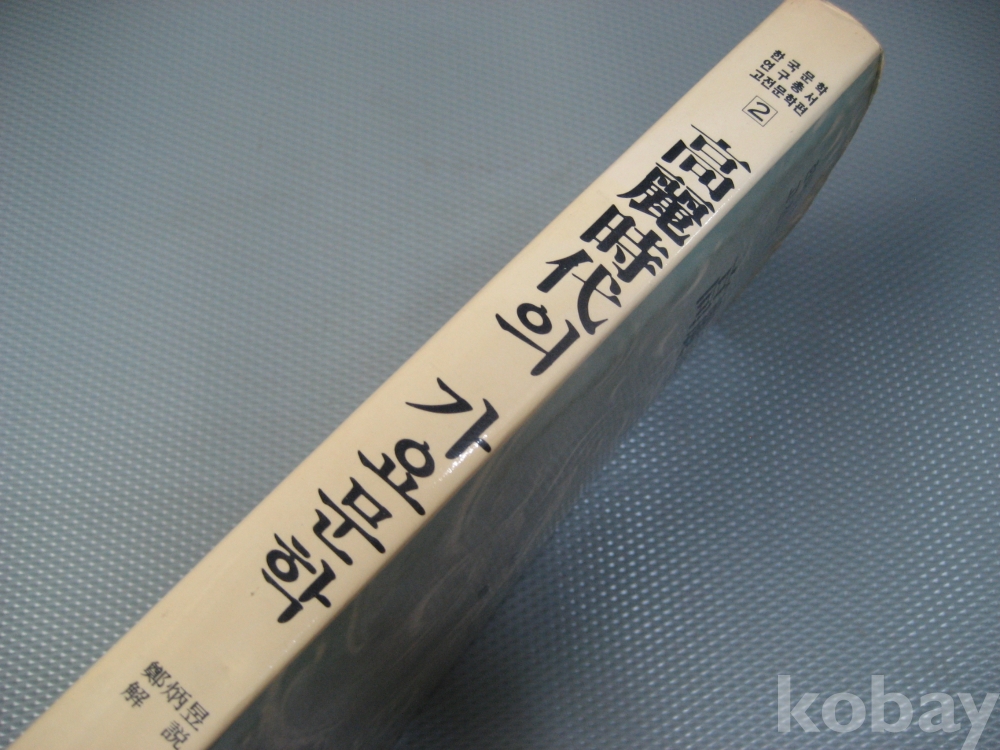 한국문학
연구총서
고전문학편
2
高麗時代의
가요문학
鄭炳昱
解説
kobay